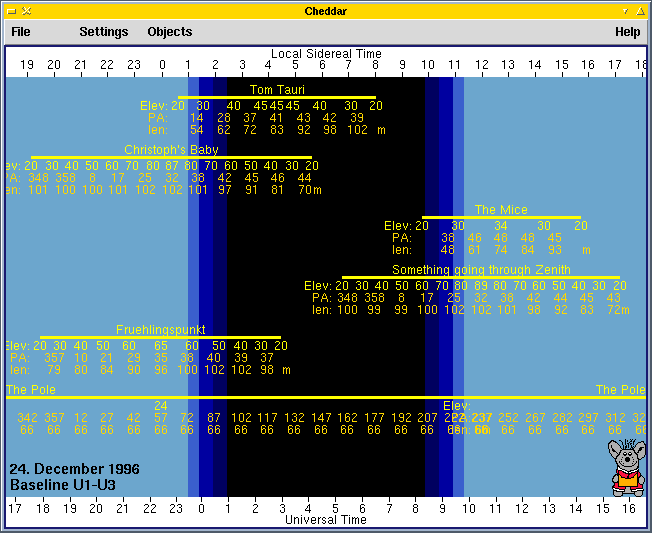 Cheddar
File Settings Objects Help
Local Sidereal Time
19 20 21 22 23 0 1 2 3 4 5 6 7 8 9 10 11 12 13 14 15 16 17 18
Tom Tauri
Elev: 20 30 40 45 45 45 40 30 20
PA: 14 28 37 41 43 42 39
len: 54 62 72 83 92 98 102 m
Christoph's Baby
ev: 20 30 40 50 60 70 80 87 80 70 60 50 40 30 20
PA: 348 358 8 17 25 32 38 42 45 46 44
len: 101 100 100 101 102 102 101 97 91 81 70m
The Mice
Elev: 20 30 34 30 20
PA: 38 46 48 48 45
len: 48 61 74 84 93 m
Something going through Zenith
Elev: 20 30 40 50 60 70 80 89 80 70 60 50 40 30 20
PA: 348 358 8 17 25 32 38 42 44 45 43
len: 100 99 99 100 102 102 101 98 92 83 72m
Fruehlingspunkt
Elev: 20 30 40 50 60 65 60 50 40 30 20
PA: 357 10 21 29 35 38 40 39 37
len: 79 80 84 90 96 100 102 102 98 m
The Pole The Pole
24 Elev:
342 357 12 27 42 57 72 87 102 117 132 147 162 177 192 207 222 237 252 267 282 297 312 32
66 66 66 66 66 66 66 66 66 66 66 66 66 66 66 66 66 66 66 66 66 66 66
24. December 1996
Baseline U1-U3
17 18 19 20 21 22 23 0 1 2 3 4 5 6 7 8 9 10 11 12 13 14 15 16
Universal Time